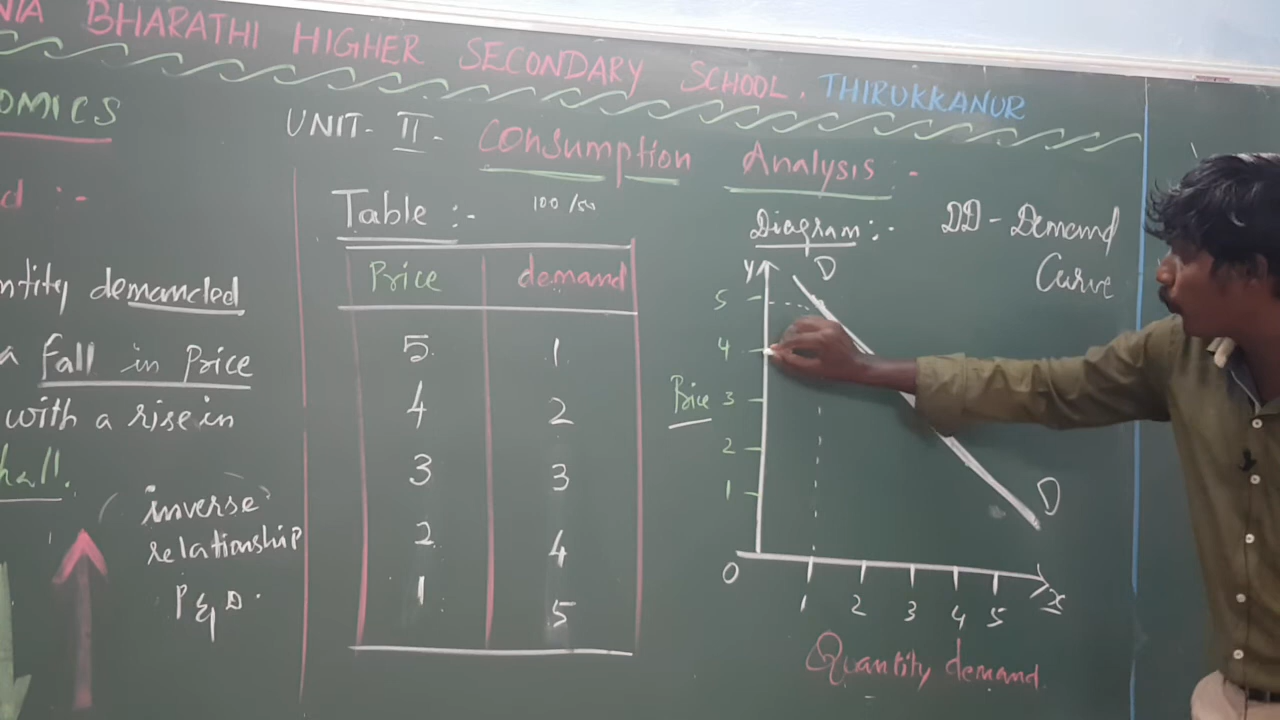 NIA BHARATHI HIGHER SECONDARY SCHOOL, THIRUKKANUR
OMICS
UNIT- II - Consumption Analysis:-
d :-
ntity demanded
a fall in Price
with a rise in
hall.
inverse
relationship
P & D.
Table:-
100/50
Price demand
5 1
4 2
3 3
2 4
1 5
Diagram:-
DD - Demand
Curve
Y D
5
4
Price 3
2
1
D
0 1 2 3 4 5 X
Quantity demand